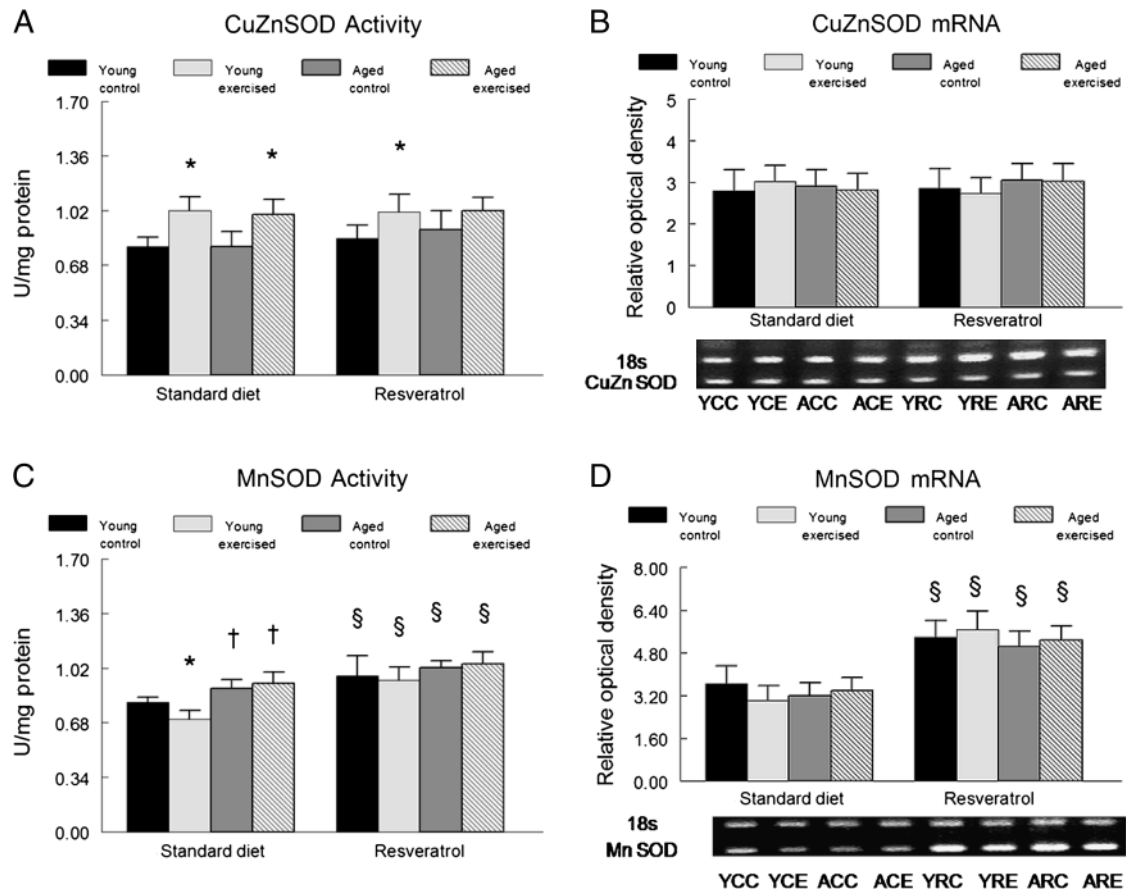 A
CuZnSOD Activity
Young control
Young exercised
Aged control
Aged exercised
1.70
1.36
1.02
0.68
0.34
0.00
U/mg protein
*
*
*
Standard diet
Resveratrol
B
CuZnSOD mRNA
Young control
Young exercised
Aged control
Aged exercised
5
4
3
2
1
0
Relative optical density
Standard diet
Resveratrol
18s
CuZn SOD
YCC YCE ACC ACE YRC YRE ARC ARE
C
MnSOD Activity
Young control
Young exercised
Aged control
Aged exercised
1.70
1.36
1.02
0.68
0.34
0.00
U/mg protein
* † † § § § §
Standard diet
Resveratrol
D
MnSOD mRNA
Young control
Young exercised
Aged control
Aged exercised
8.00
6.40
4.80
3.20
1.60
0.00
Relative optical density
§ § § §
Standard diet
Resveratrol
18s
Mn SOD
YCC YCE ACC ACE YRC YRE ARC ARE